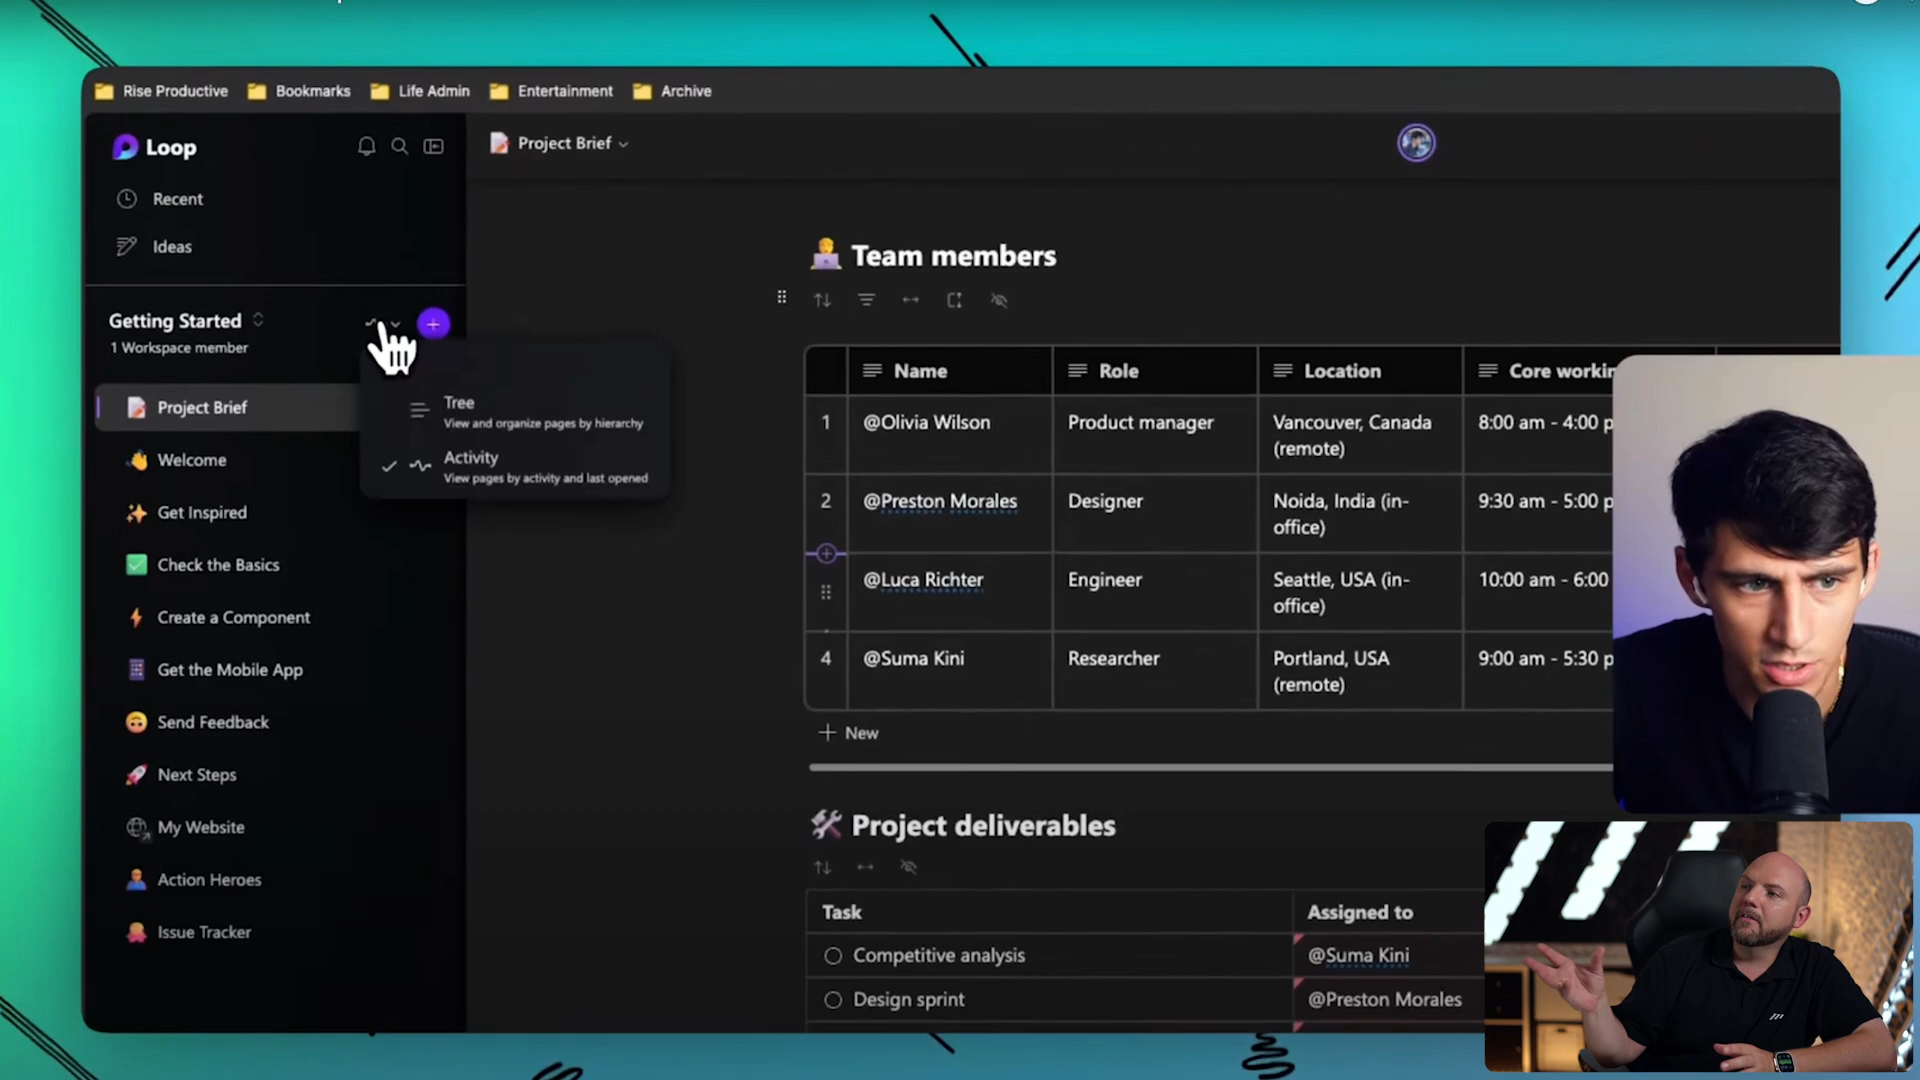 Rise Productive
Bookmarks
Life Admin
Entertainment
Archive
Loop
Recent
Ideas
Getting Started
1 Workspace member
Project Brief
Welcome
Get Inspired
Check the Basics
Create a Component
Get the Mobile App
Send Feedback
Next Steps
My Website
Action Heroes
Issue Tracker
Tree
View and organize pages by hierarchy
Activity
View pages by activity and last opened
Project Brief
Team members
Name Role Location Core workin
1 @Olivia Wilson Product manager Vancouver, Canada 8:00 am - 4:00 p
(remote)
2 @Preston Morales Designer Noida, India (in- 9:30 am - 5:00 p
office)
@Luca Richter Engineer Seattle, USA (in- 10:00 am - 6:00
office)
4 @Suma Kini Researcher Portland, USA 9:00 am - 5:30 p
(remote)
New
Project deliverables
Task Assigned to
Competitive analysis @Suma Kini
Design sprint @Preston Morales